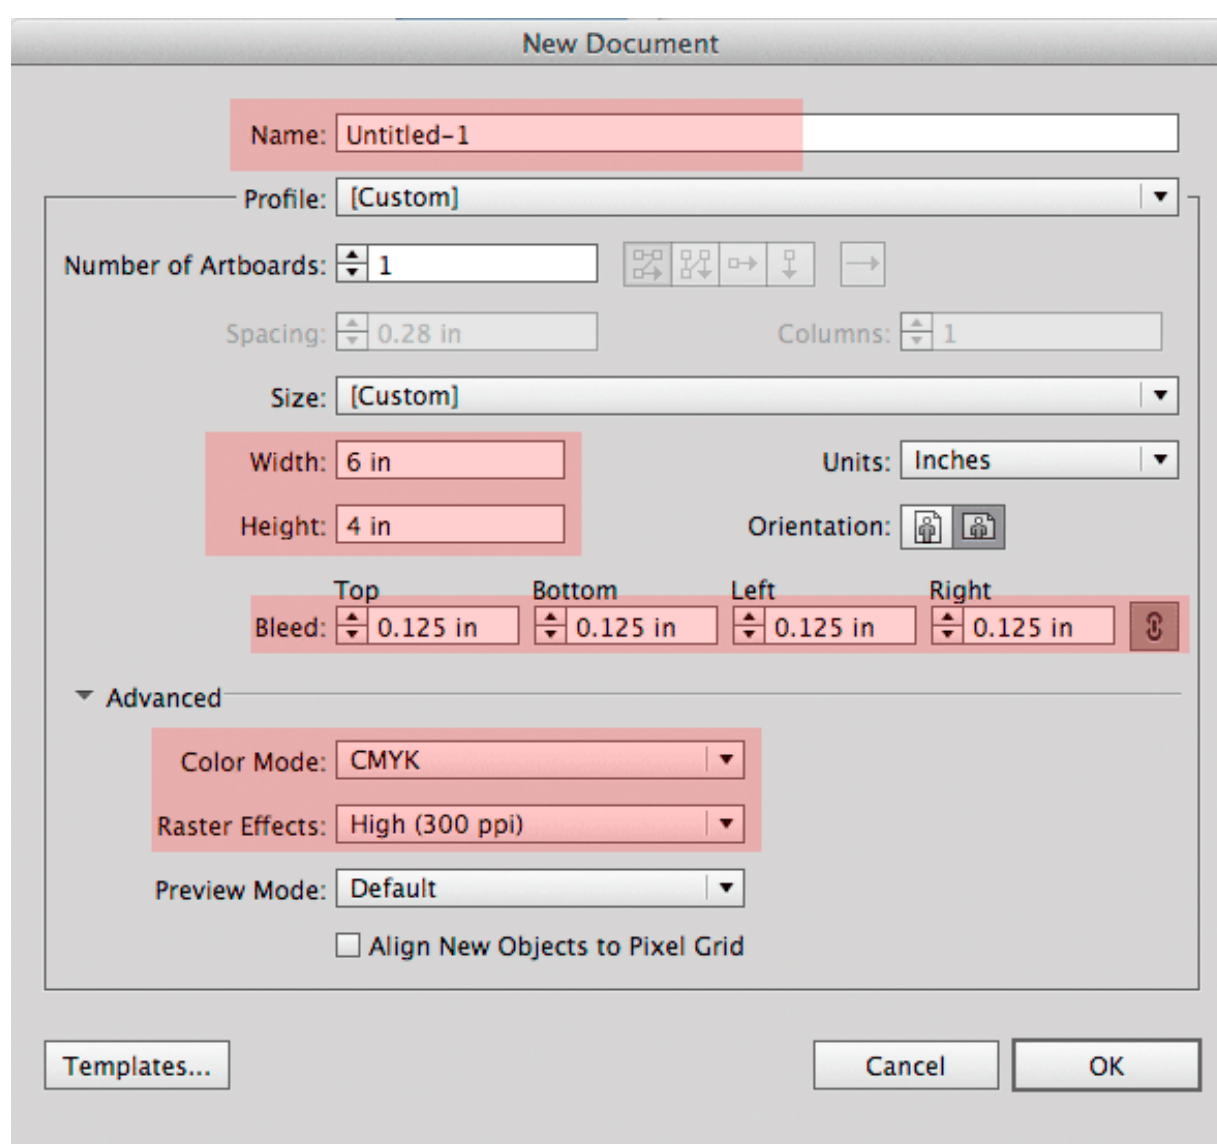 New Document
Name: Untitled-1
Profile: [Custom]
Number of Artboards: 1
Spacing: 0.28 in Columns: 1
Size: [Custom]
Width: 6 in Units: Inches
Height: 4 in Orientation:
Top Bottom Left Right
Bleed: 0.125 in 0.125 in 0.125 in 0.125 in
Advanced
Color Mode: CMYK
Raster Effects: High (300 ppi)
Preview Mode: Default
Align New Objects to Pixel Grid
Templates... Cancel OK